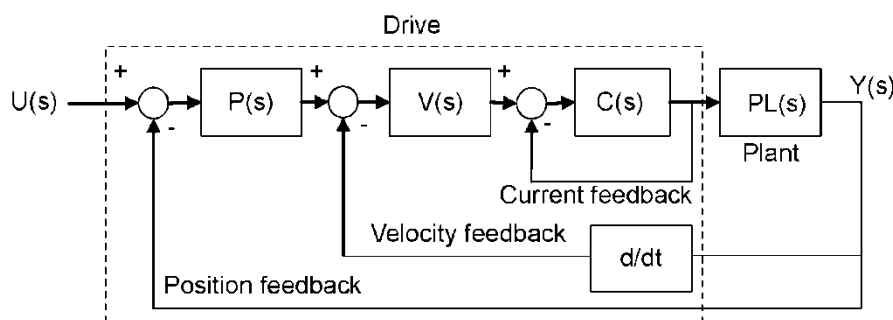 Drive
U(s)
+
-
P(s)
+
-
V(s)
+
-
C(s)
PL(s)
Plant
Y(s)
Current feedback
Velocity feedback
d/dt
Position feedback